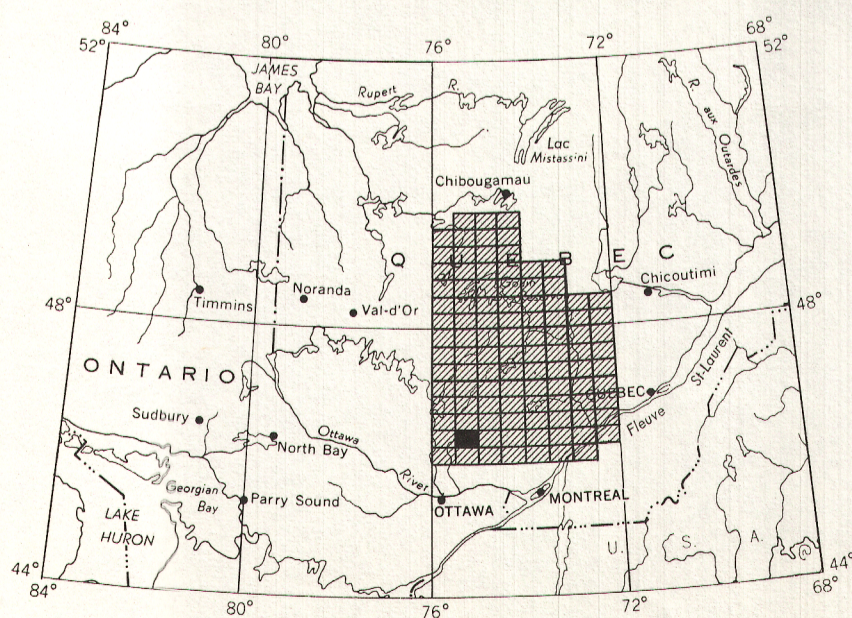 84° 80° 76° 72° 68°
52° 52°
JAMES
BAY
Rupert R.
R. aux Outardes
Lac
Mistassini
Chibougamau
Q U E B E C
Chicoutimi
Noranda
Timmins
Val-d'Or
48° 48°
ONTARIO
St-Laurent
QUEBEC
Sudbury
Fleuve
Ottawa
North Bay
River
Georgian
Bay
Parry Sound
OTTAWA
MONTREAL
LAKE
HURON
U. S. A.
44° 44°
84° 80° 76° 72° 68°